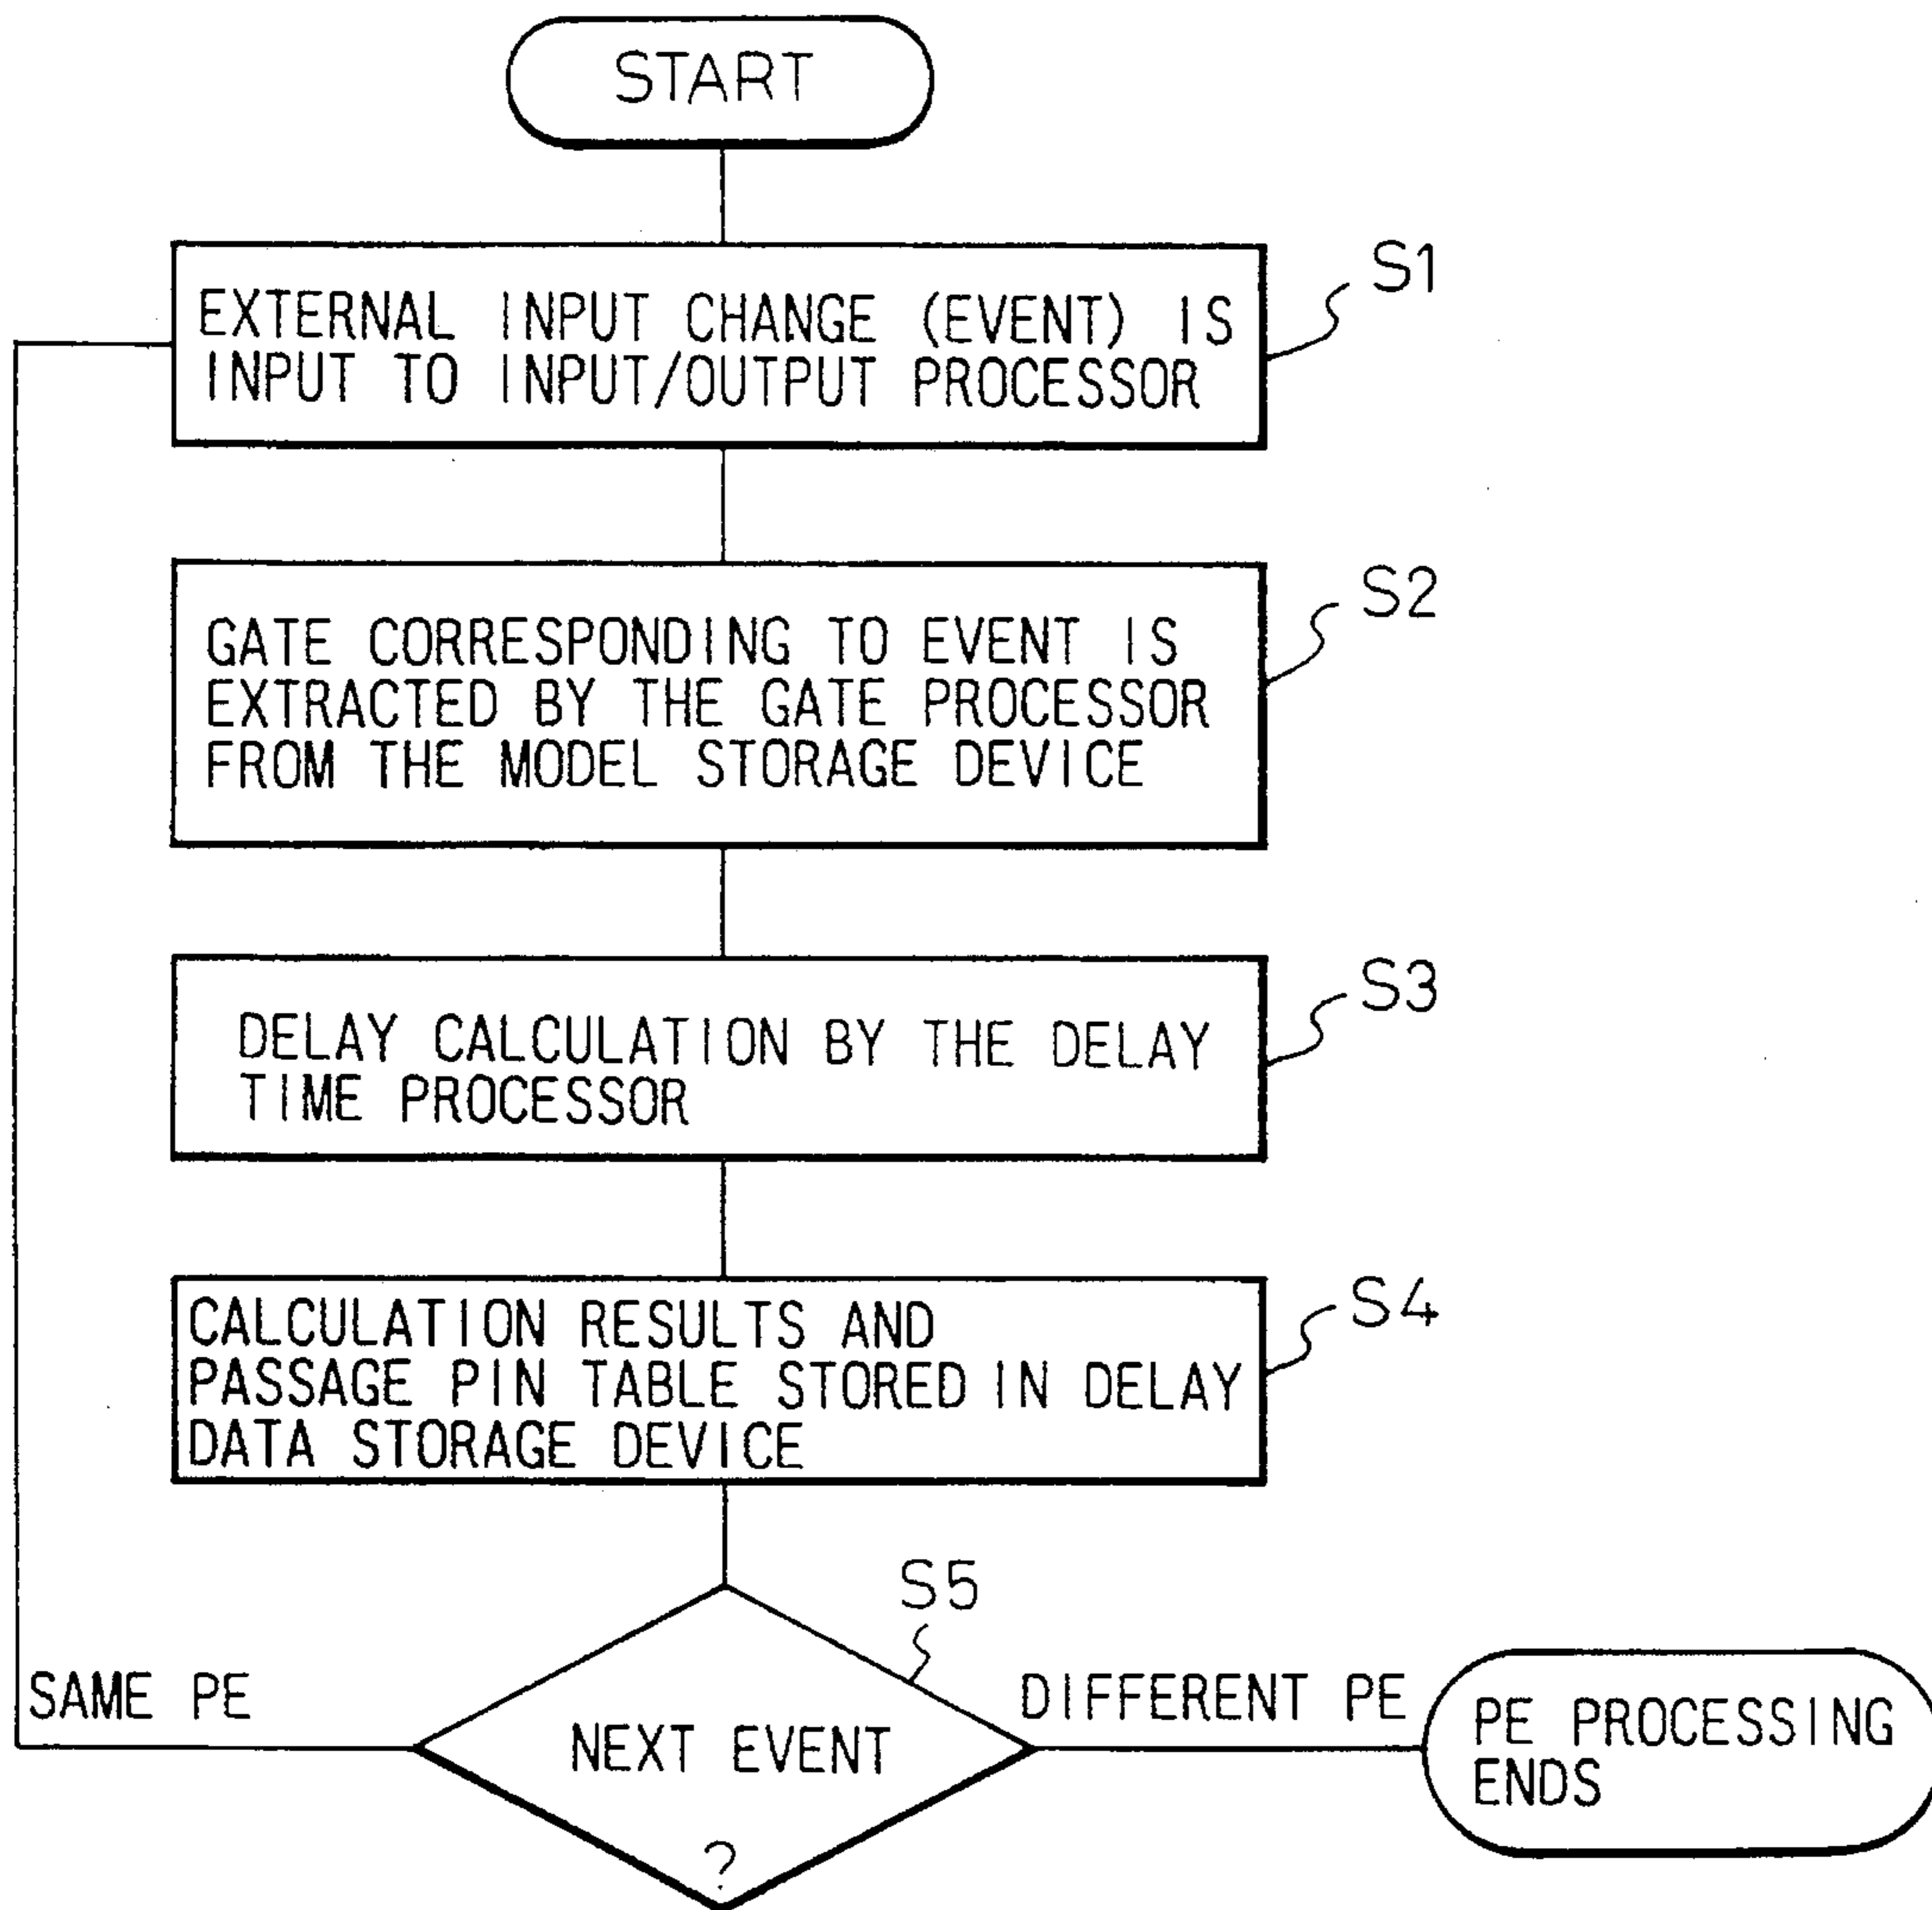 START
EXTERNAL INPUT CHANGE (EVENT) IS
INPUT TO INPUT/OUTPUT PROCESSOR
S1
GATE CORRESPONDING TO EVENT IS
EXTRACTED BY THE GATE PROCESSOR
FROM THE MODEL STORAGE DEVICE
S2
DELAY CALCULATION BY THE DELAY
TIME PROCESSOR
S3
CALCULATION RESULTS AND
PASSAGE PIN TABLE STORED IN DELAY
DATA STORAGE DEVICE
S4
S5
SAME PE
NEXT EVENT
?
DIFFERENT PE
PE PROCESSING
ENDS